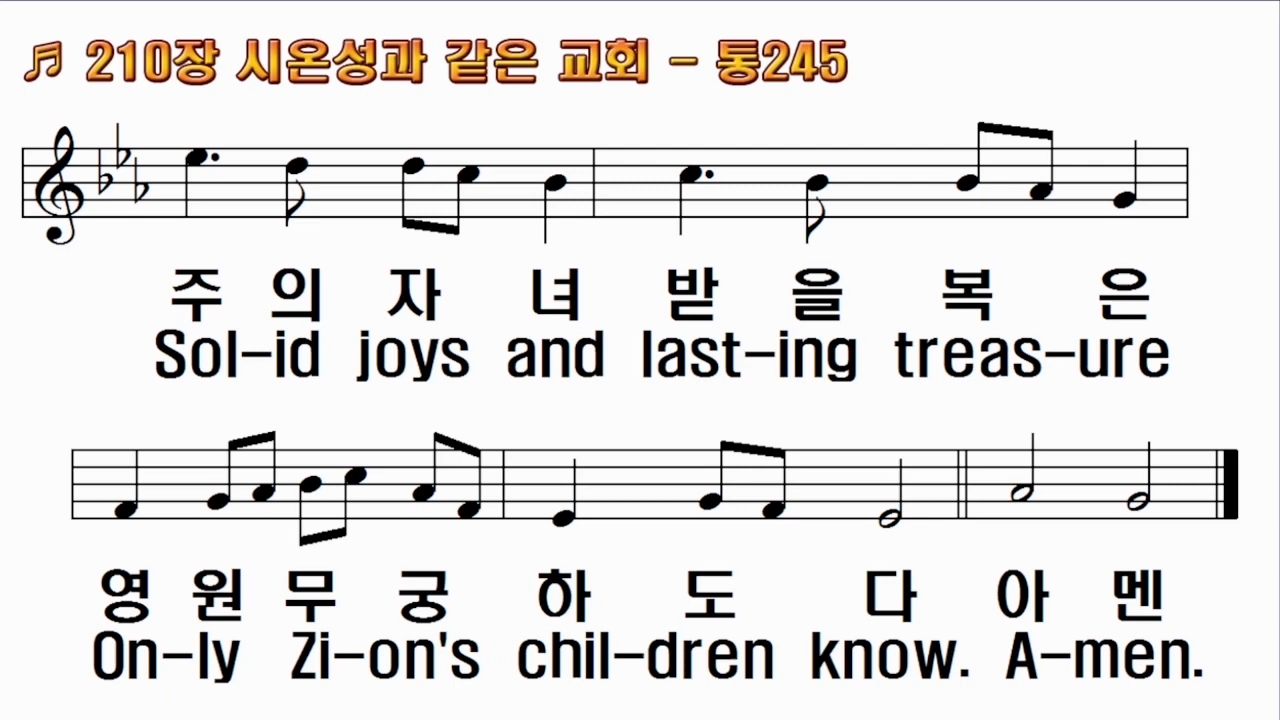 ♬ 210장 시온성과 같은 교회 - 통245
주 의 자 녀 받 을 복 은
Sol-id joys and last-ing treas-ure
영 원 무 궁 하 도 다 아 멘
On-ly Zi-on's chil-dren know. A-men.